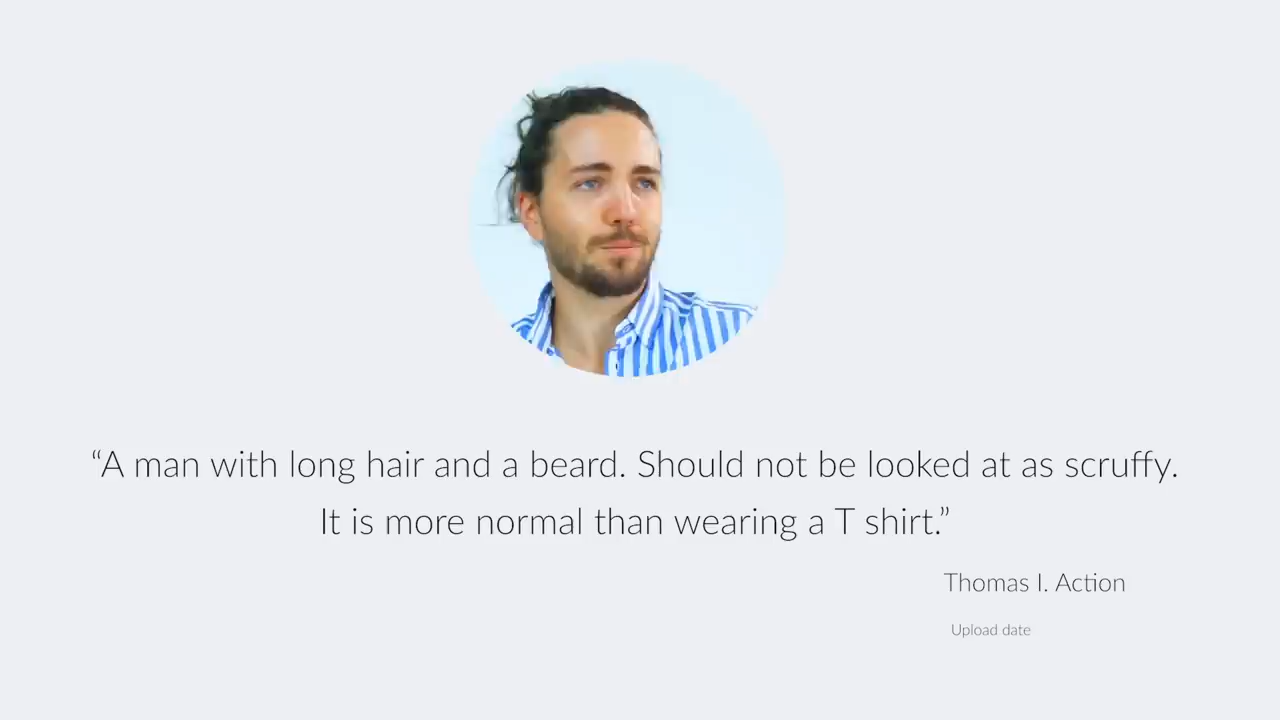 “A man with long hair and a beard. Should not be looked at as scruffy.
It is more normal than wearing a T shirt.”
Thomas I. Action
Upload date